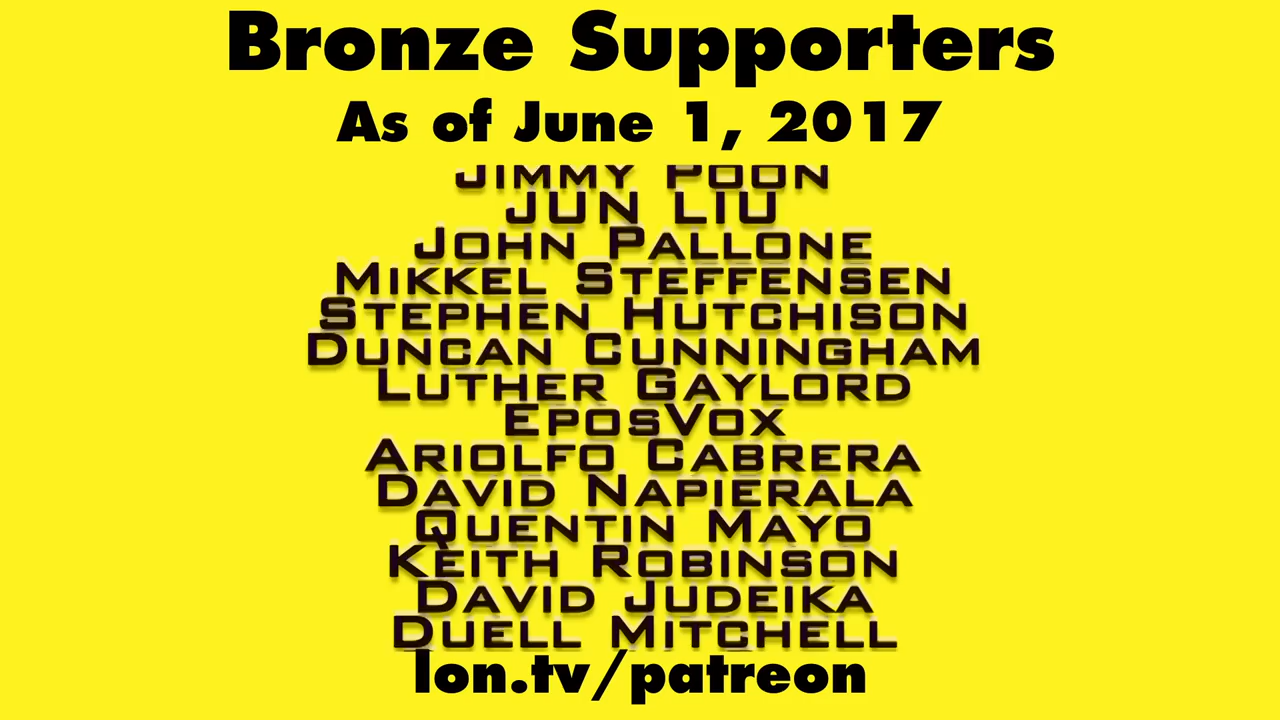 Bronze Supporters
As of June 1, 2017
Jimmy Poon
JUN LIU
John Pallone
Mikkel Steffensen
Stephen Hutchison
Duncan Cunningham
Luther Gaylord
EposVox
Ariolfo Cabrera
David Napierala
Quentin Mayo
Keith Robinson
David Judeika
Duell Mitchell
lon.tv/patreon